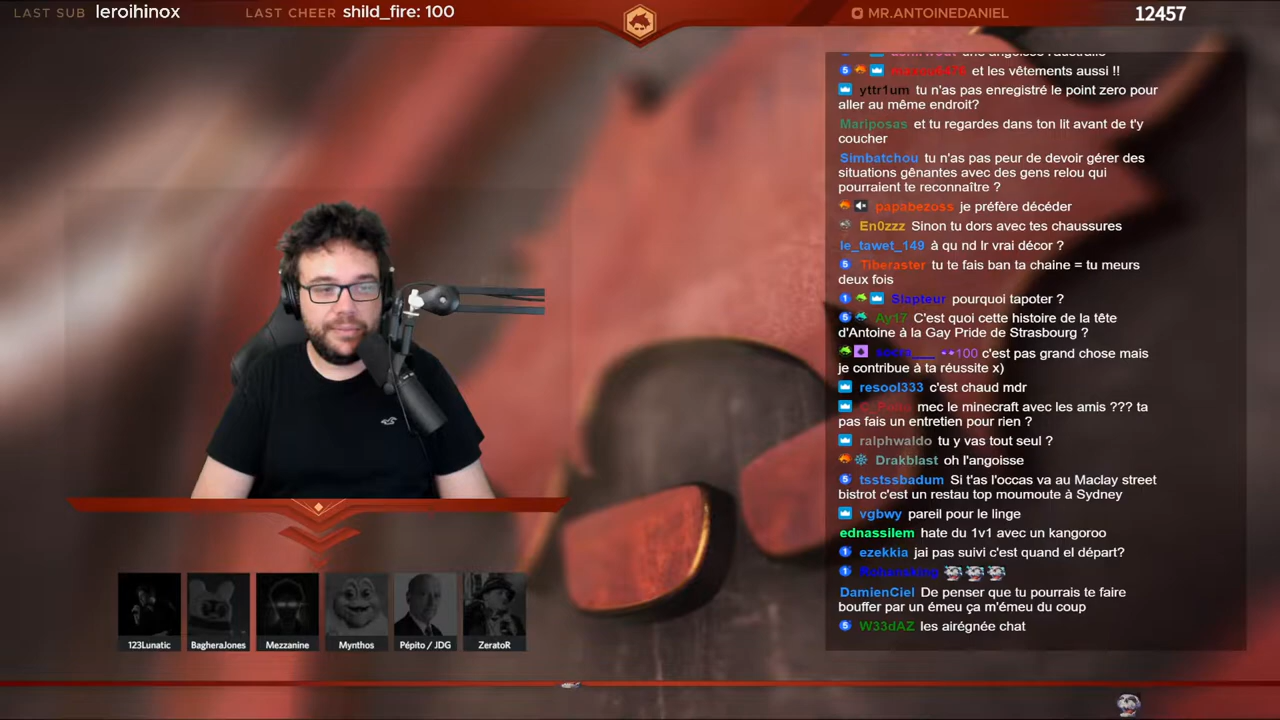 LAST SUB leroihinox LAST CHEER shild_fire: 100 MR.ANTOINEDANIEL 12457
et les vêtements aussi !!
yttr1um tu n'as pas enregistré le point zero pour
aller au même endroit?
Mariposas et tu regardes dans ton lit avant de t'y
coucher
Simbatchou tu n'as pas peur de devoir gérer des
situations gênantes avec des gens relou qui
pourraient te reconnaître ?
papabezoss je préfère décéder
En0zzz Sinon tu dors avec tes chaussures
le_tawet_149 à qu nd lr vrai décor ?
Tiberaster tu te fais ban ta chaine = tu meurs
deux fois
Slapteur pourquoi tapoter ?
Ay17 C'est quoi cette histoire de la tête
d'Antoine à la Gay Pride de Strasbourg ?
100 c'est pas grand chose mais
je contribue à ta réussite x)
resool333 c'est chaud mdr
mec le minecraft avec les amis ??? ta
pas fais un entretien pour rien ?
ralphwaldo tu y vas tout seul ?
Drakblast oh l'angoisse
tsstssbadum Si t'as l'occas va au Maclay street
bistrot c'est un restau top moumoute à Sydney
vgbwy pareil pour le linge
ednassilem hate du 1v1 avec un kangoroo
ezekkia jai pas suivi c'est quand el départ?
DamienCiel De penser que tu pourrais te faire
bouffer par un émeu ça m'émeu du coup
W33dAZ les airégnée chat
123Lunatic BagheraJones Mezzanine Mynthos Pépito / JDG ZeratoR